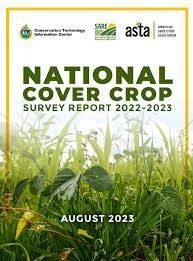 Conservation Technology
Information Center
SARE
asta
american
seed trade
association
NATIONAL
COVER CROP
SURVEY REPORT 2022-2023
AUGUST 2023